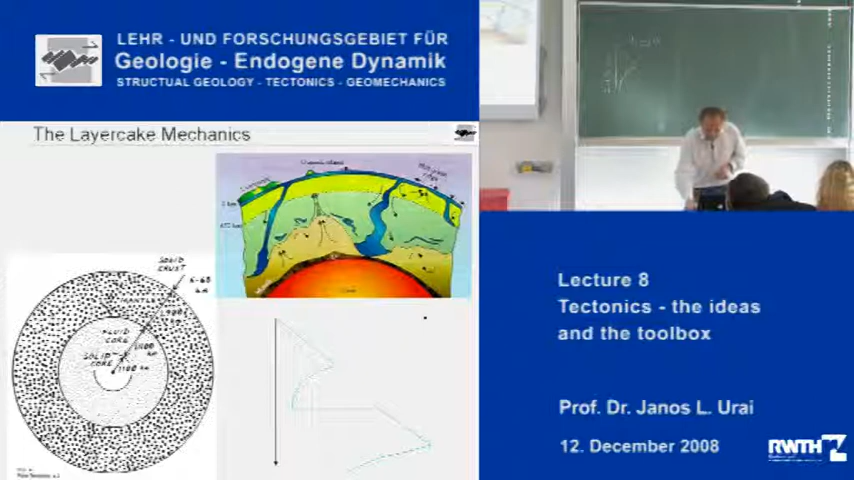 LEHR - UND FORSCHUNGSGEBIET FÜR
Geologie - Endogene Dynamik
STRUCTUAL GEOLOGY - TECTONICS - GEOMECHANICS
The Layercake Mechanics
SOLID
CRUST
MANTLE
FLUID
CORE
SOLID
CORE
Lecture 8
Tectonics - the ideas
and the toolbox
Prof. Dr. Janos L. Urai
12. December 2008
RWTH